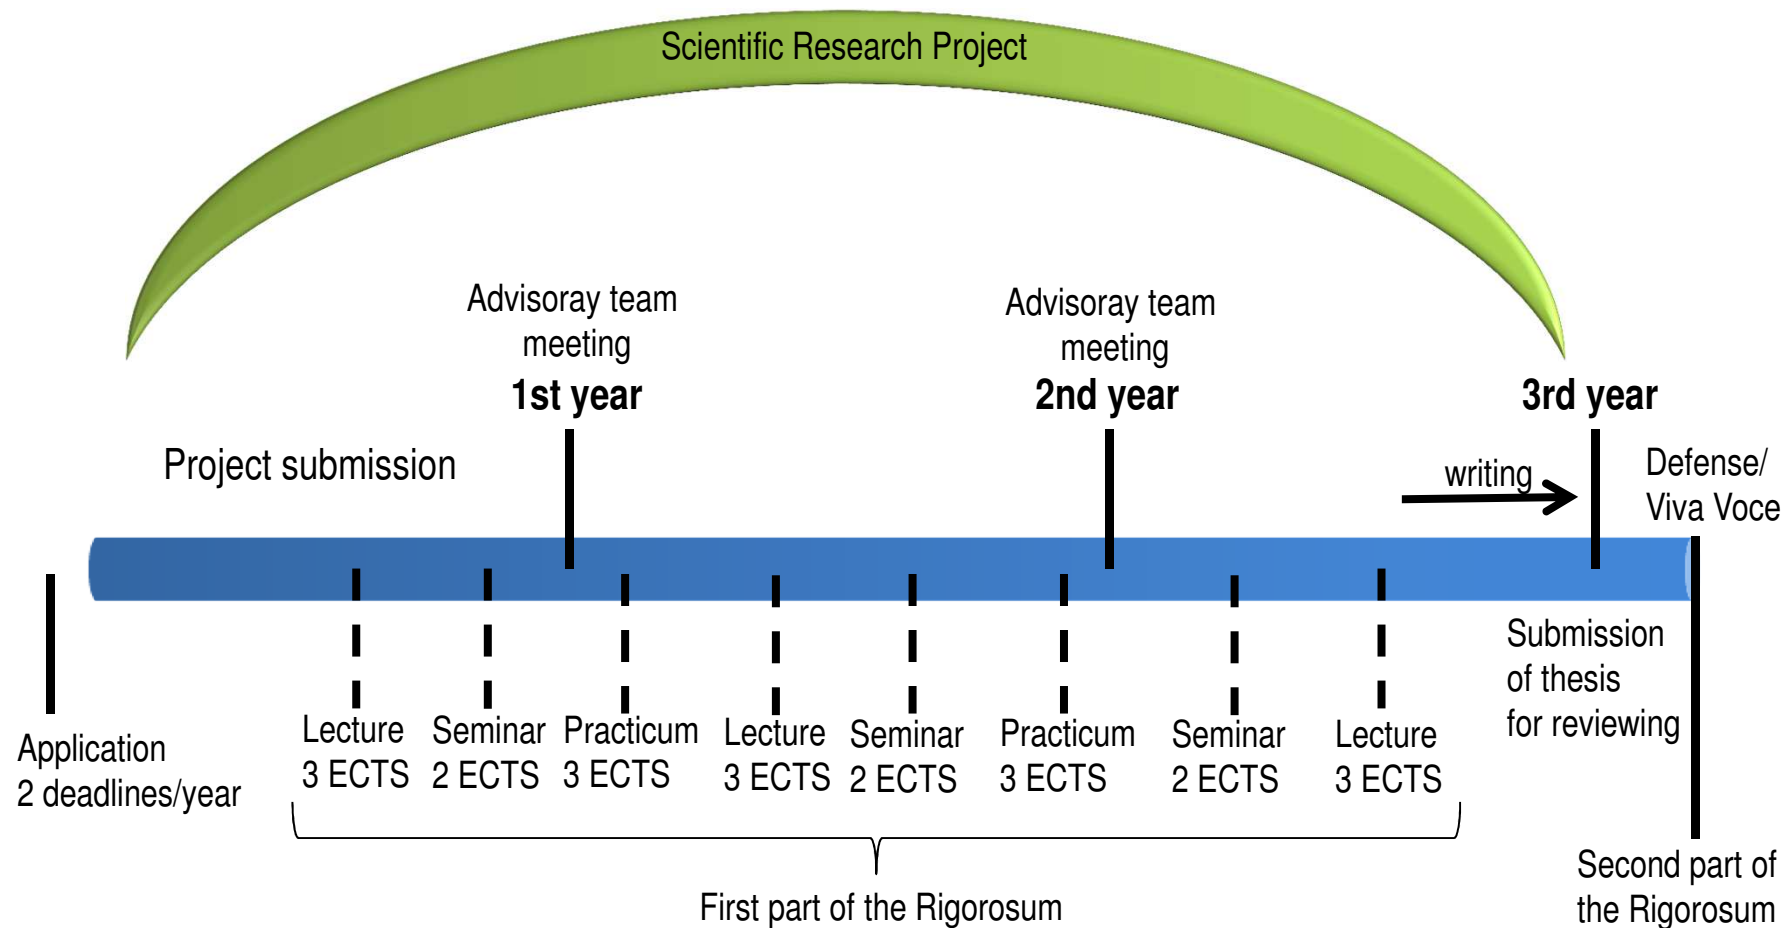 Scientific Research Project
Advisoray team
meeting
1st year
Advisoray team
meeting
2nd year
3rd year
Project submission
writing
Defense/
Viva Voce
Application
2 deadlines/year
Lecture
3 ECTS
Seminar
2 ECTS
Practicum
3 ECTS
Lecture
3 ECTS
Seminar
2 ECTS
Practicum
3 ECTS
Seminar
2 ECTS
Lecture
3 ECTS
Submission
of thesis
for reviewing
First part of the Rigorosum
Second part of
the Rigorosum